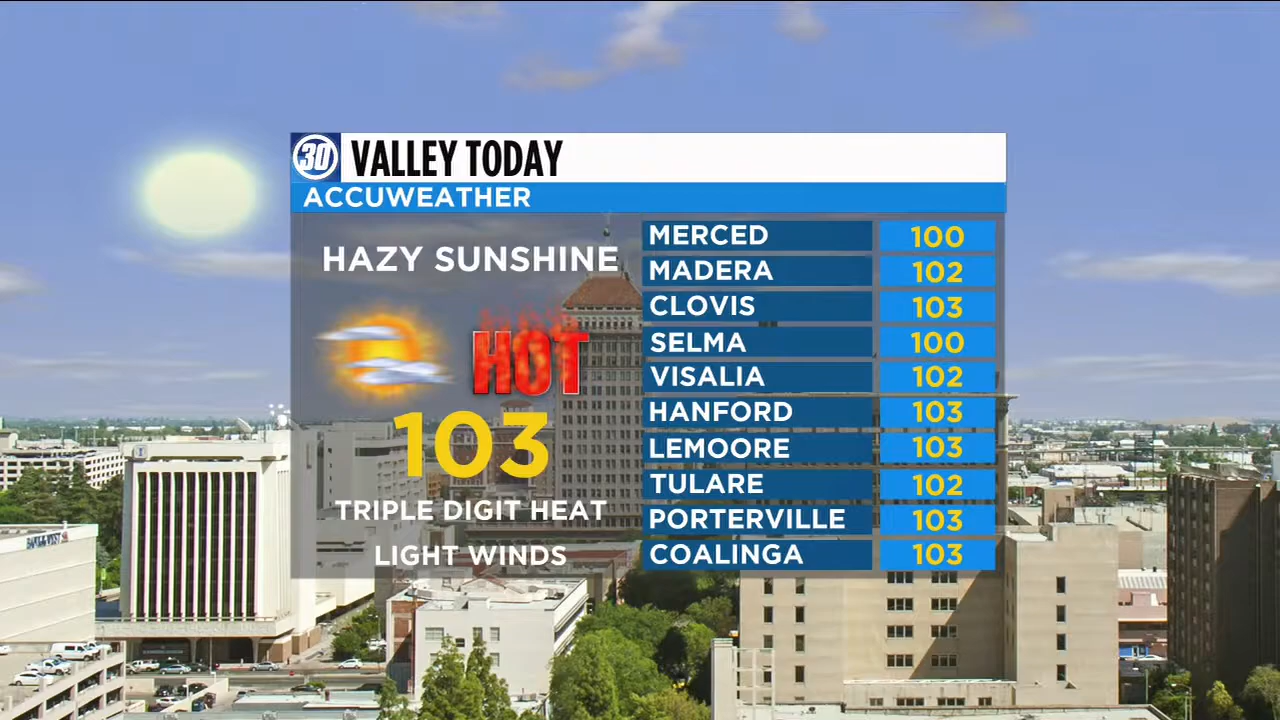 30 VALLEY TODAY
ACCUWEATHER
HAZY SUNSHINE
HOT
103
TRIPLE DIGIT HEAT
LIGHT WINDS
MERCED 100
MADERA 102
CLOVIS 103
SELMA 100
VISALIA 102
HANFORD 103
LEMOORE 103
TULARE 102
PORTERVILLE 103
COALINGA 103